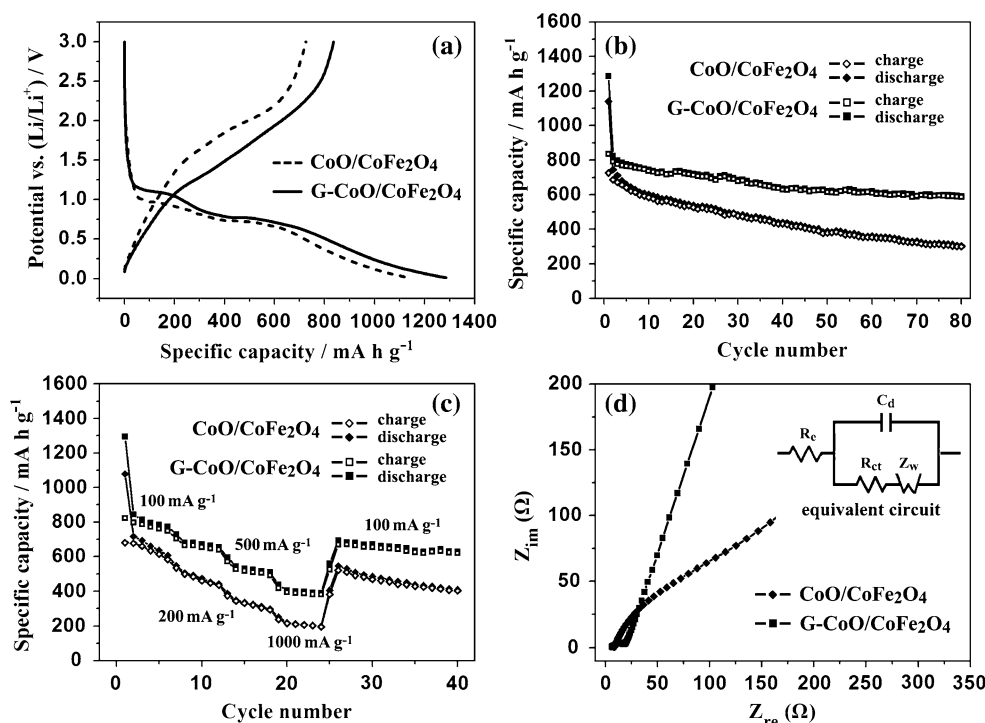 (a)
3.0
2.5
2.0
1.5
1.0
0.5
0.0
Potential vs. (Li/Li⁺) / V
CoO/CoFe₂O₄
G-CoO/CoFe₂O₄
0 200 400 600 800 1000 1200 1400
Specific capacity / mA h g⁻¹
(b)
1600
1400
1200
1000
800
600
400
200
0
Specific capacity / mA h g⁻¹
CoO/CoFe₂O₄
charge
discharge
G-CoO/CoFe₂O₄
charge
discharge
0 10 20 30 40 50 60 70 80
Cycle number
(c)
1600
1400
1200
1000
800
600
400
200
0
Specific capacity / mA h g⁻¹
CoO/CoFe₂O₄
charge
discharge
G-CoO/CoFe₂O₄
charge
discharge
100 mA g⁻¹
500 mA g⁻¹
100 mA g⁻¹
200 mA g⁻¹
1000 mA g⁻¹
0 10 20 30 40
Cycle number
(d)
200
150
100
50
0
Z_im (Ω)
C_d
R_e
R_ct Z_w
equivalent circuit
CoO/CoFe₂O₄
G-CoO/CoFe₂O₄
0 50 100 150 200 250 300 350
Z_re (Ω)